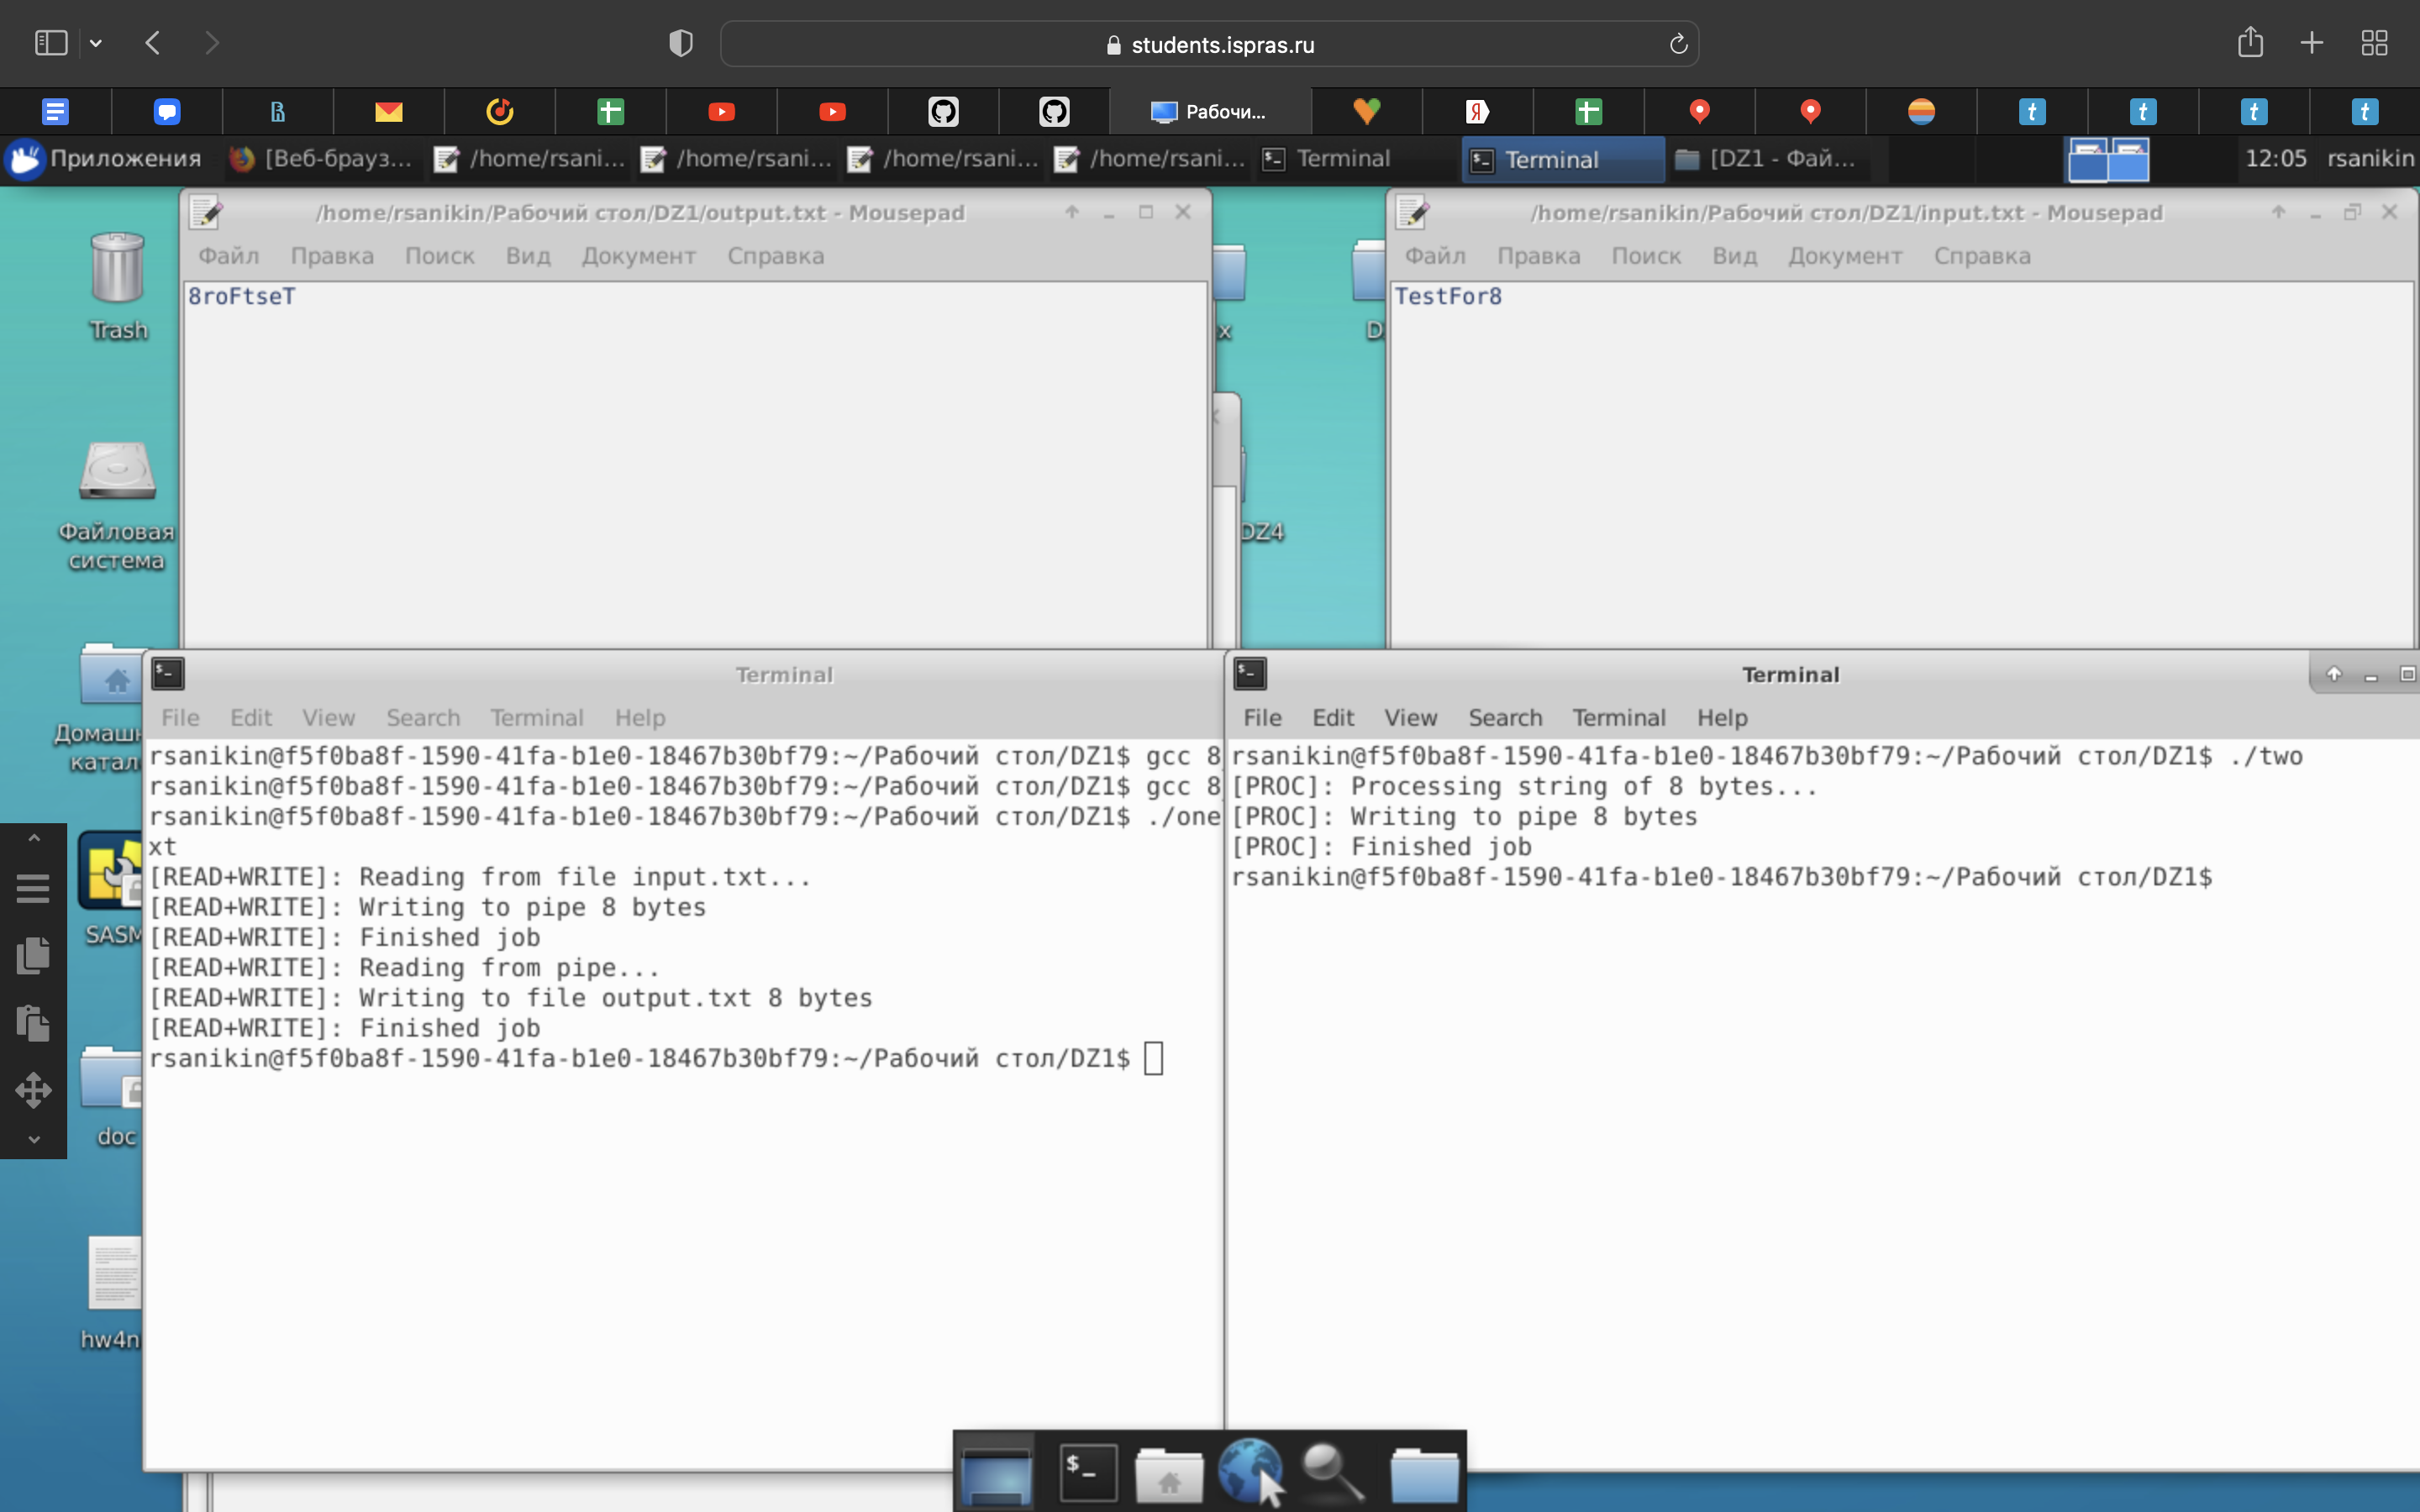 students.ispras.ru
Рабочи...
Приложения
[Веб-брауз...
/home/rsani...
/home/rsani...
/home/rsani...
/home/rsani...
Terminal
Terminal
[DZ1 - Фай...
12:05
rsanikin
/home/rsanikin/Рабочий стол/DZ1/output.txt - Mousepad
Файл Правка Поиск Вид Документ Справка
8roFtseT
/home/rsanikin/Рабочий стол/DZ1/input.txt - Mousepad
Файл Правка Поиск Вид Документ Справка
TestFor8
Trash
Файловая
система
Домашн
катал
SASM
doc
hw4n
x
D
DZ4
Terminal
File Edit View Search Terminal Help
rsanikin@f5f0ba8f-1590-41fa-b1e0-18467b30bf79:~/Рабочий стол/DZ1$ gcc 8
rsanikin@f5f0ba8f-1590-41fa-b1e0-18467b30bf79:~/Рабочий стол/DZ1$ gcc 8
rsanikin@f5f0ba8f-1590-41fa-b1e0-18467b30bf79:~/Рабочий стол/DZ1$ ./one
xt
[READ+WRITE]: Reading from file input.txt...
[READ+WRITE]: Writing to pipe 8 bytes
[READ+WRITE]: Finished job
[READ+WRITE]: Reading from pipe...
[READ+WRITE]: Writing to file output.txt 8 bytes
[READ+WRITE]: Finished job
rsanikin@f5f0ba8f-1590-41fa-b1e0-18467b30bf79:~/Рабочий стол/DZ1$
Terminal
File Edit View Search Terminal Help
rsanikin@f5f0ba8f-1590-41fa-b1e0-18467b30bf79:~/Рабочий стол/DZ1$ ./two
[PROC]: Processing string of 8 bytes...
[PROC]: Writing to pipe 8 bytes
[PROC]: Finished job
rsanikin@f5f0ba8f-1590-41fa-b1e0-18467b30bf79:~/Рабочий стол/DZ1$